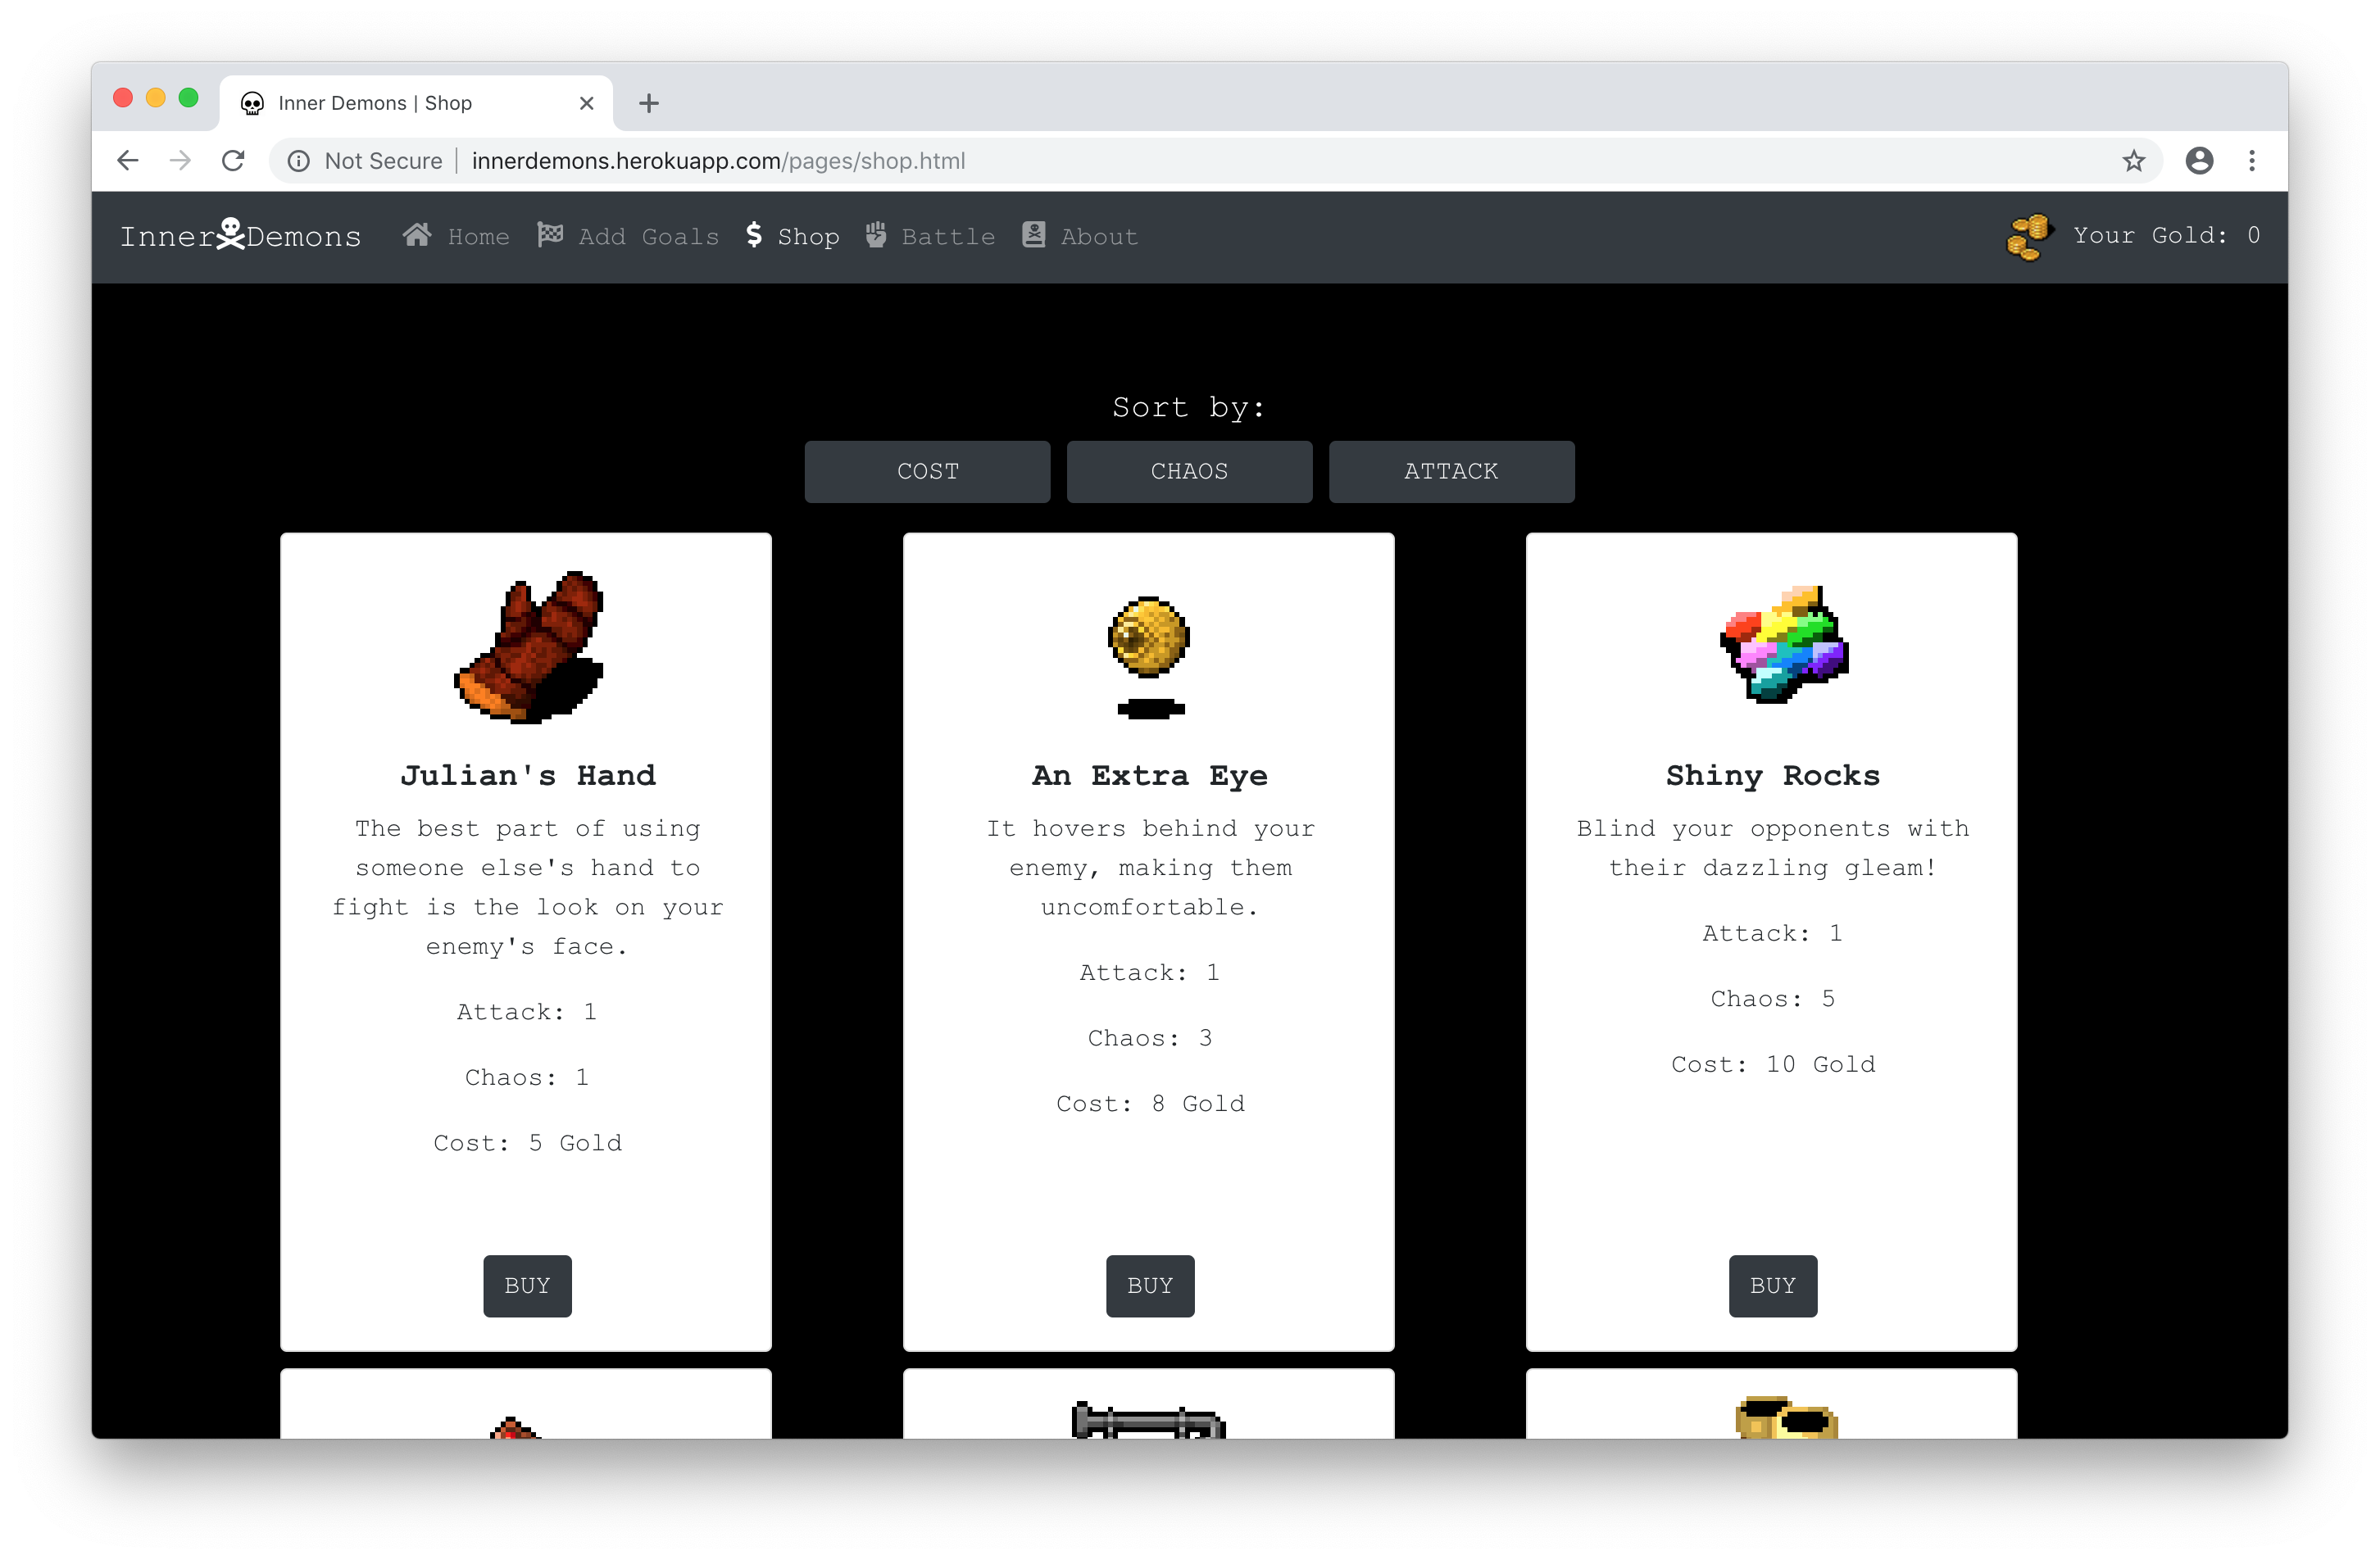 Inner Demons | Shop
Not Secure | innerdemons.herokuapp.com/pages/shop.html
Inner Demons Home Add Goals Shop Battle About Your Gold: 0
Sort by:
COST CHAOS ATTACK
Julian's Hand
The best part of using
someone else's hand to
fight is the look on your
enemy's face.
Attack: 1
Chaos: 1
Cost: 5 Gold
BUY
An Extra Eye
It hovers behind your
enemy, making them
uncomfortable.
Attack: 1
Chaos: 3
Cost: 8 Gold
BUY
Shiny Rocks
Blind your opponents with
their dazzling gleam!
Attack: 1
Chaos: 5
Cost: 10 Gold
BUY